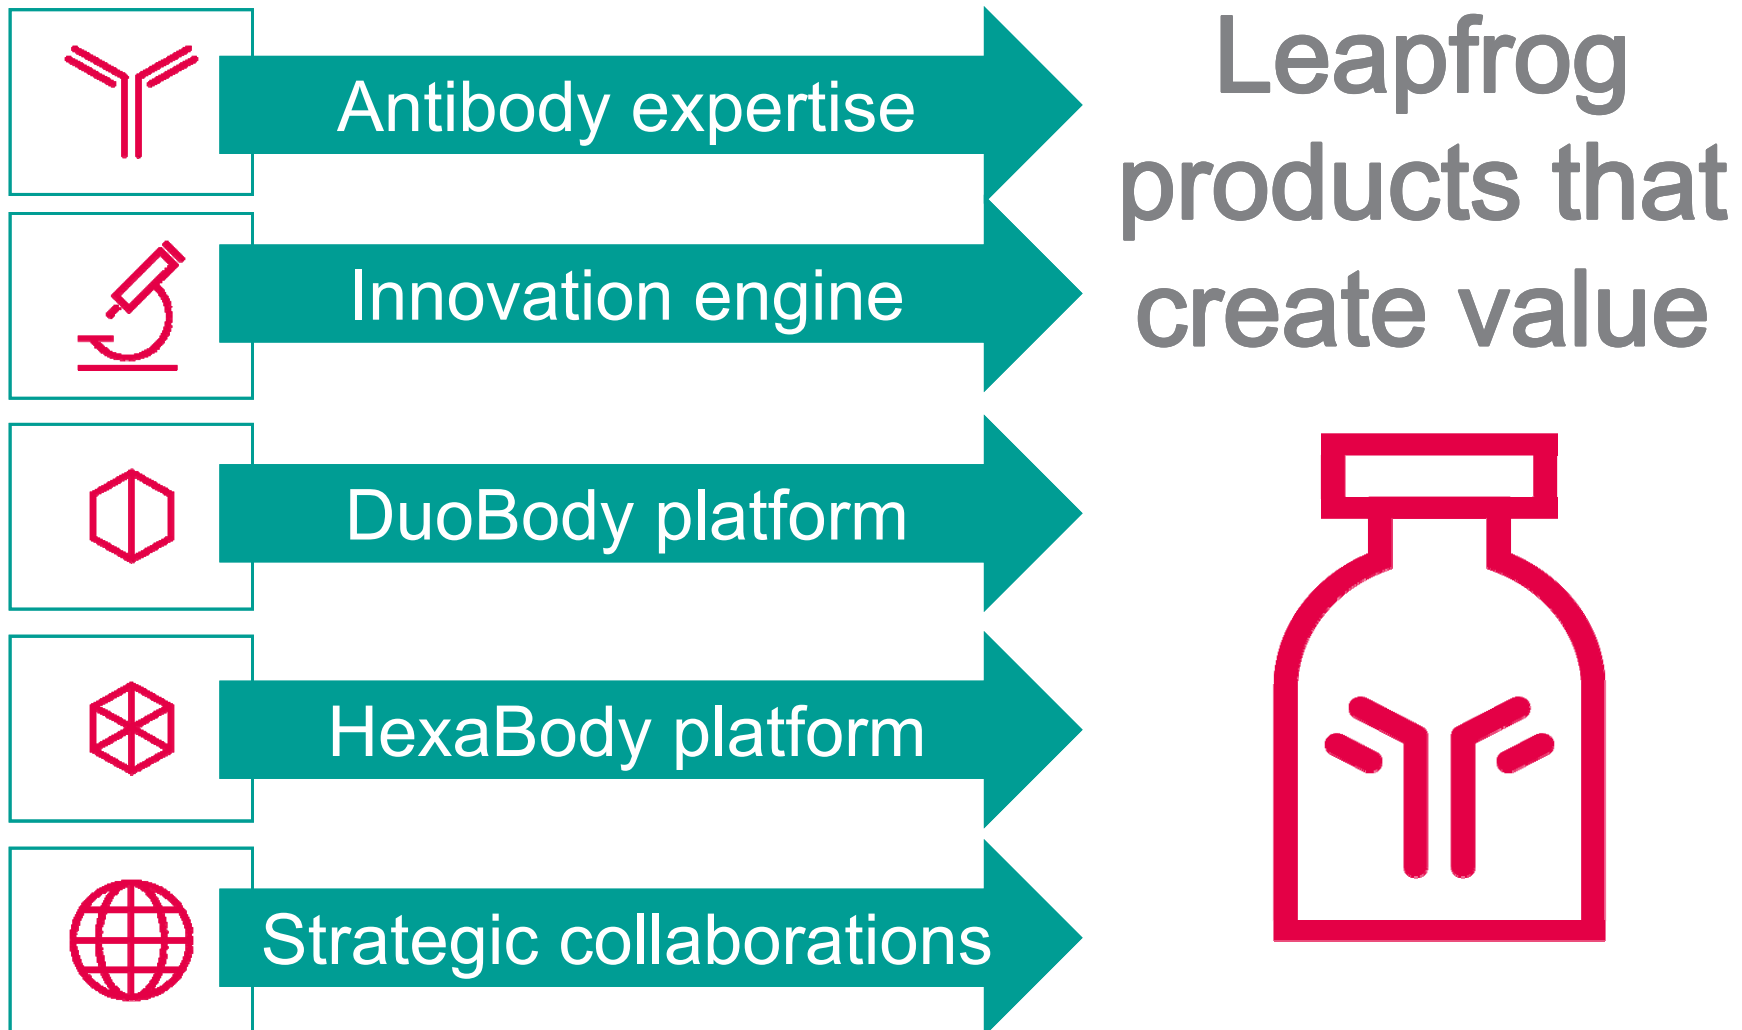 Antibody expertise
Innovation engine
DuoBody platform
HexaBody platform
Strategic collaborations
Leapfrog
products that
create value